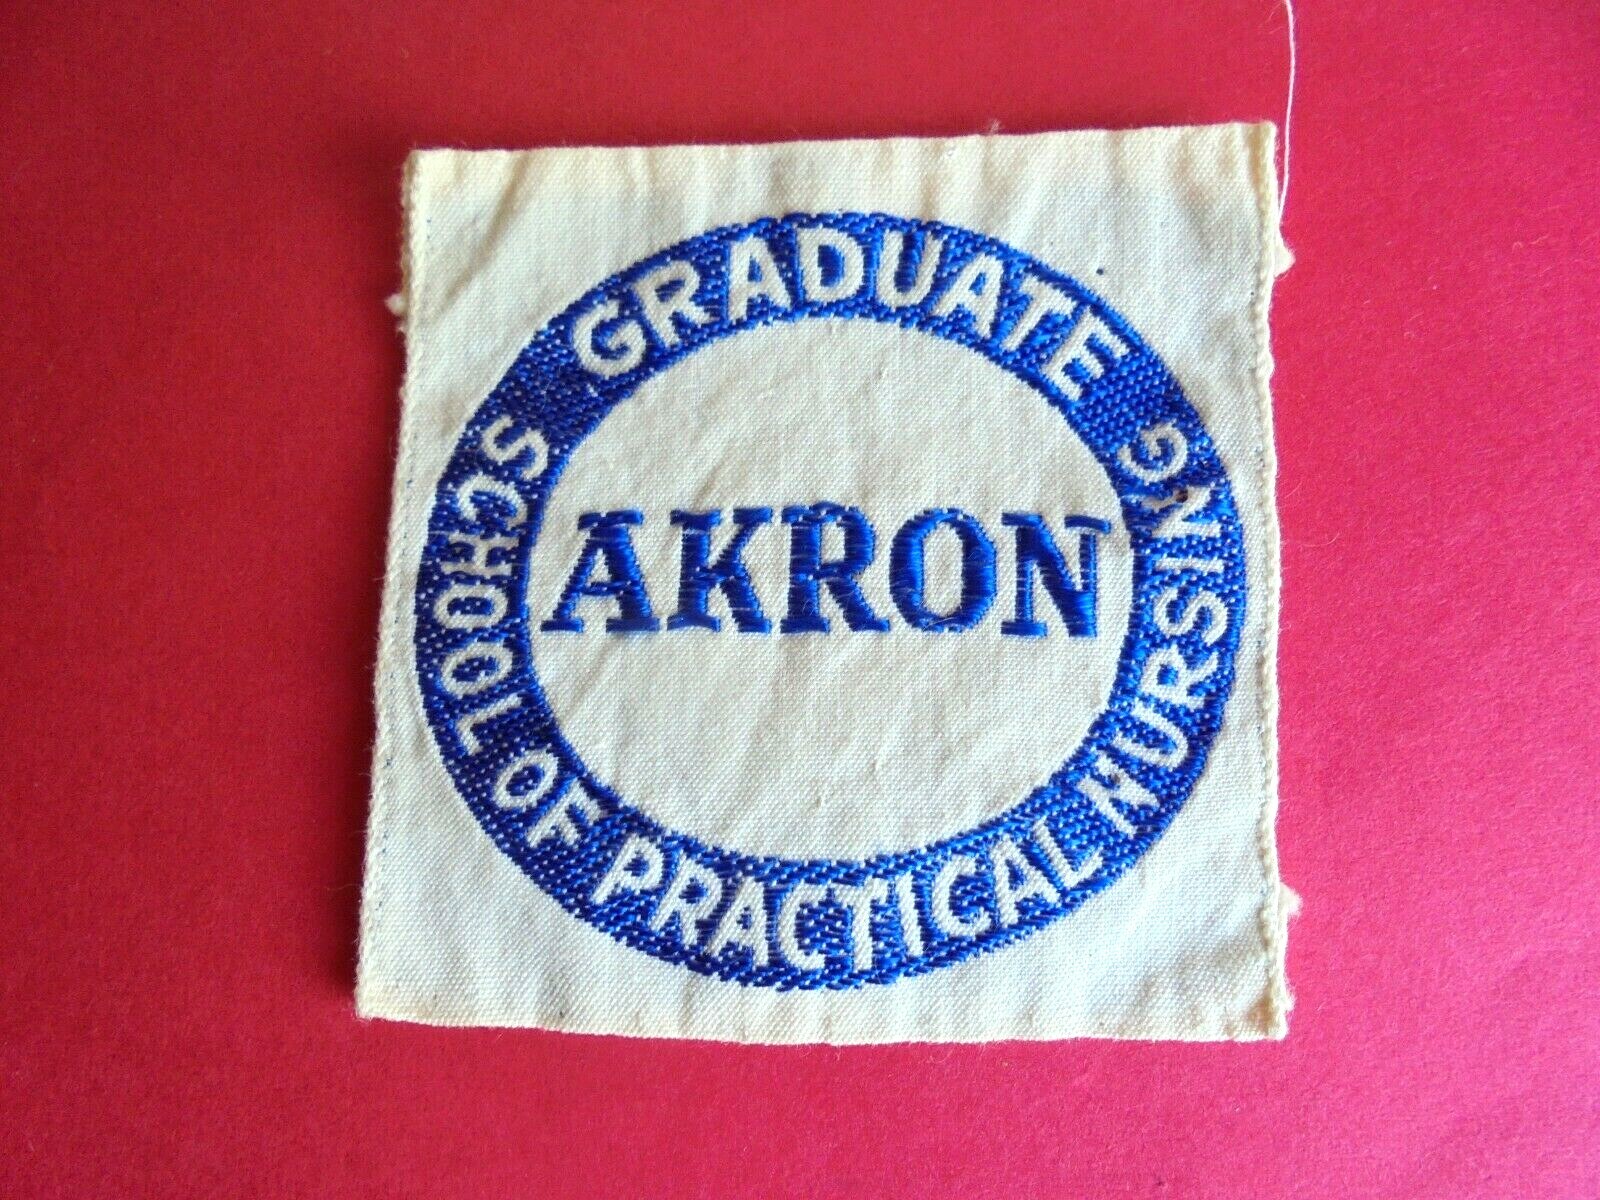 GRADUATE
AKRON
SCHOOL OF PRACTICAL NURSING